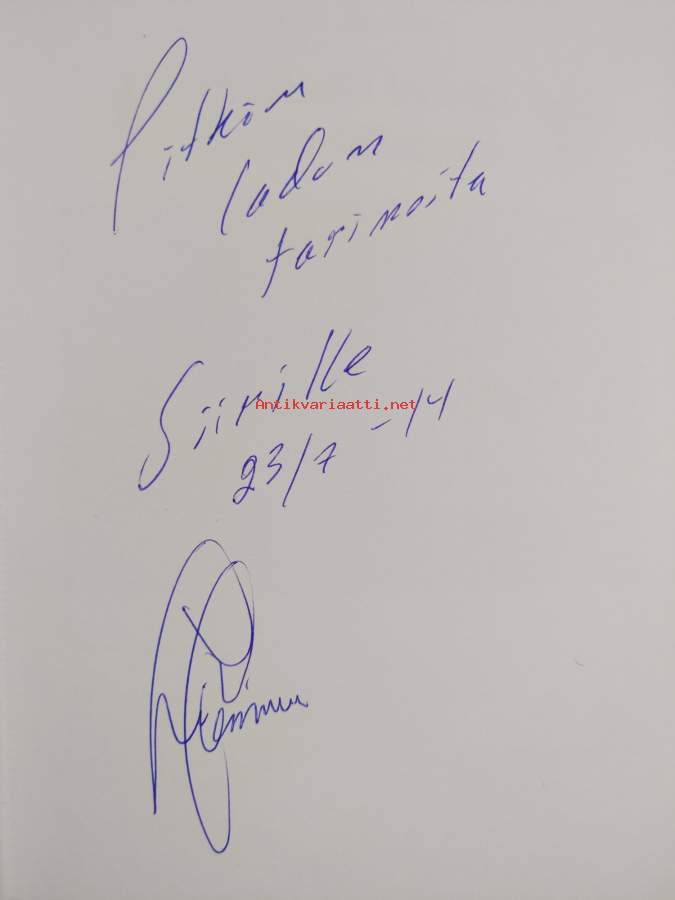 Pitkän
ladun
tarinoita
Siirille
Antikvariaatti.net
23/7 -14